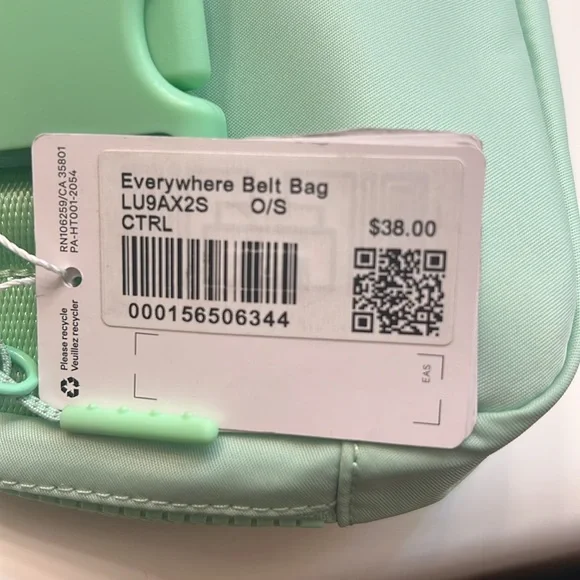 Everywhere Belt Bag
LU9AX2S O/S
CTRL
$38.00
000156506344
RN106259/CA 35801
PA-HT001-2054
Please recycle
Veuillez recycler
EAS